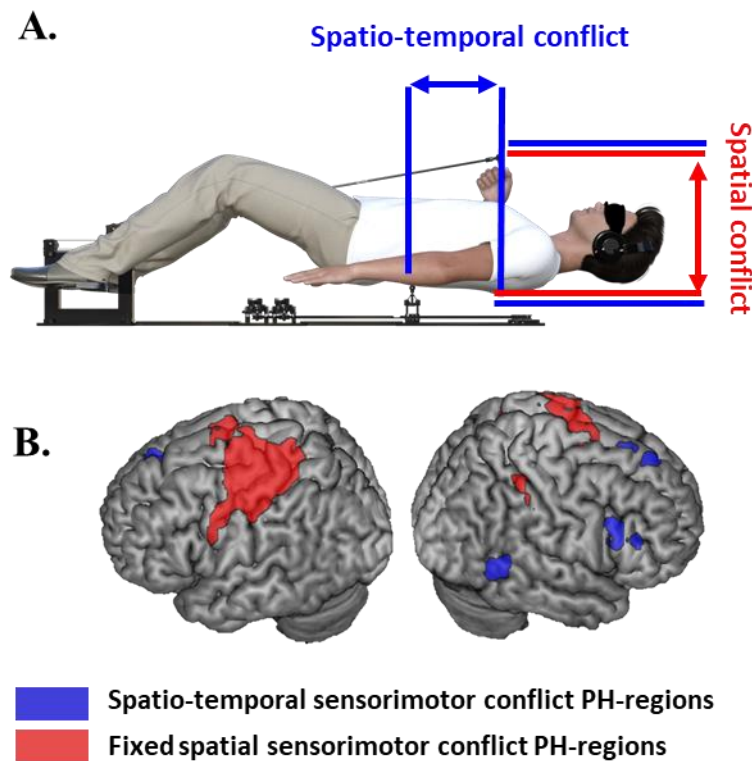 A.
Spatio-temporal conflict
Spatial conflict
B.
Spatio-temporal sensorimotor conflict PH-regions
Fixed spatial sensorimotor conflict PH-regions